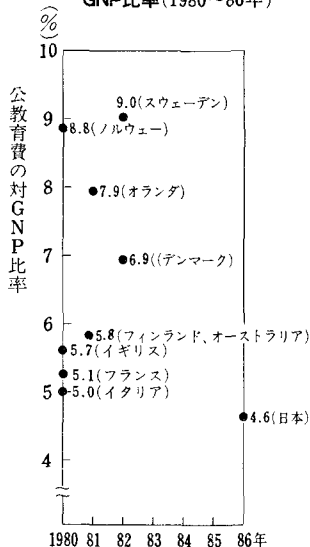 GNP比率(1980〜86年)
(%)
公教育費の対GNP比率
10
9.0(スウェーデン)
9
8.8(ノルウェー)
8
7.9(オランダ)
7
6.9((デンマーク)
6
5.8(フィンランド、オーストラリア)
5.7(イギリス)
5.1(フランス)
5
5.0(イタリア)
4.6(日本)
4
1980 81 82 83 84 85 86年